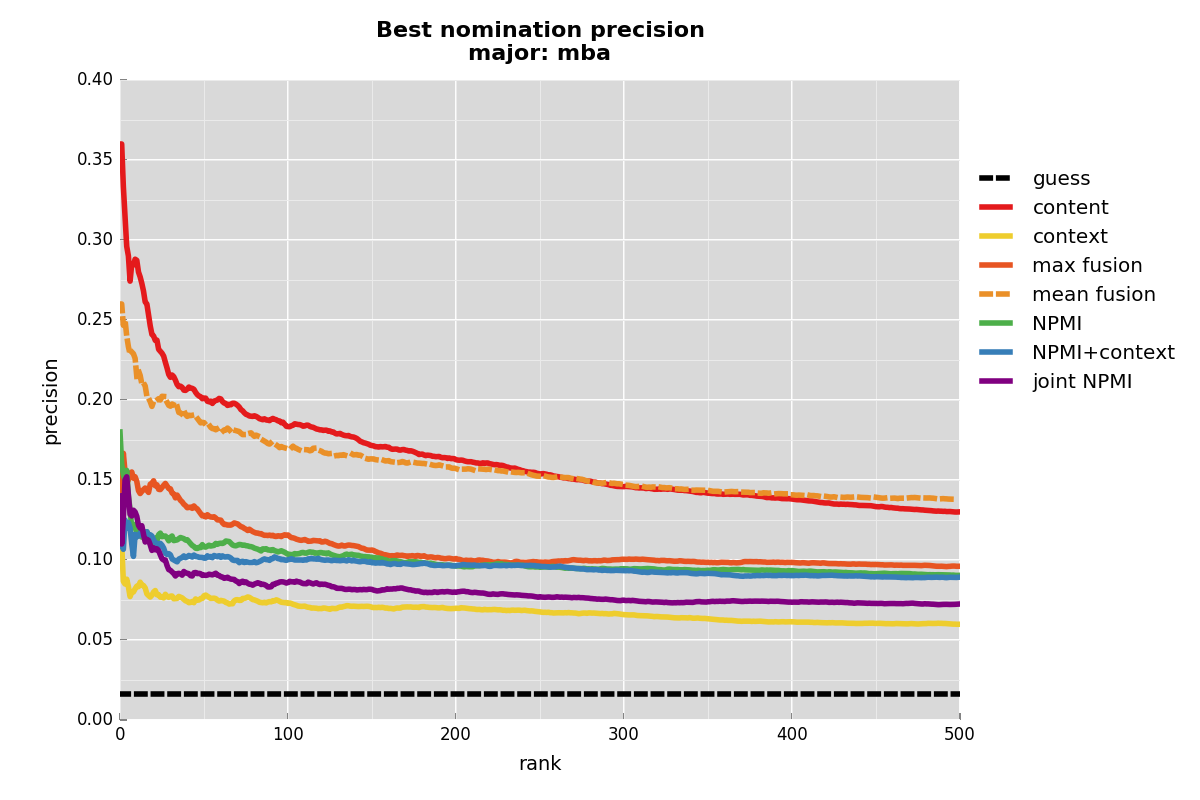 Best nomination precision
major: mba
precision
0.40
0.35
0.30
0.25
0.20
0.15
0.10
0.05
0.00
0
100
200
300
400
500
rank
guess
content
context
max fusion
mean fusion
NPMI
NPMI+context
joint NPMI